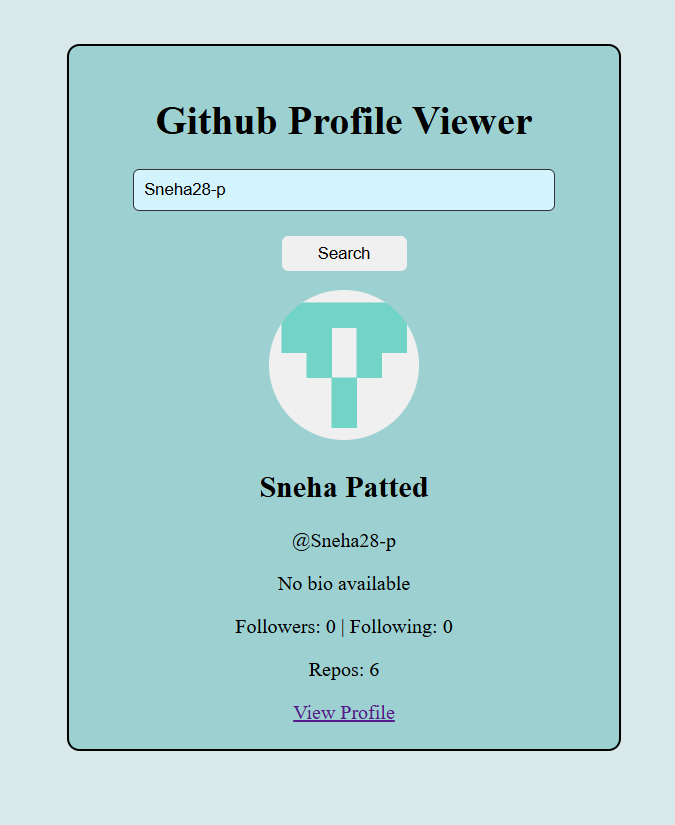 Github Profile Viewer
Sneha28-p
Search
Sneha Patted
@Sneha28-p
No bio available
Followers: 0 | Following: 0
Repos: 6
View Profile